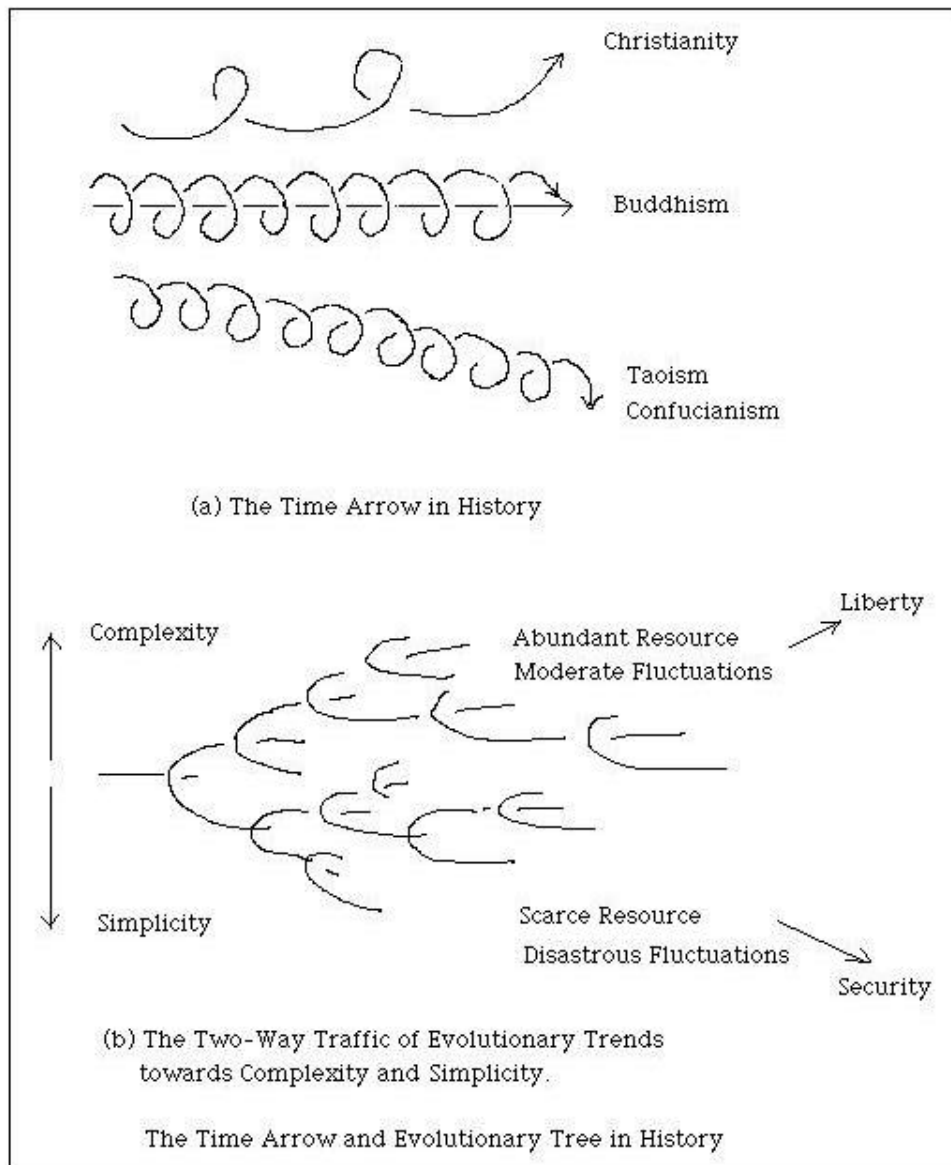 Christianity
Buddhism
Taoism
Confucianism
(a) The Time Arrow in History
Liberty
Complexity
Abundant Resource
Moderate Fluctuations
Simplicity
Scarce Resource
Disastrous Fluctuations
Security
(b) The Two-Way Traffic of Evolutionary Trends
towards Complexity and Simplicity.
The Time Arrow and Evolutionary Tree in History